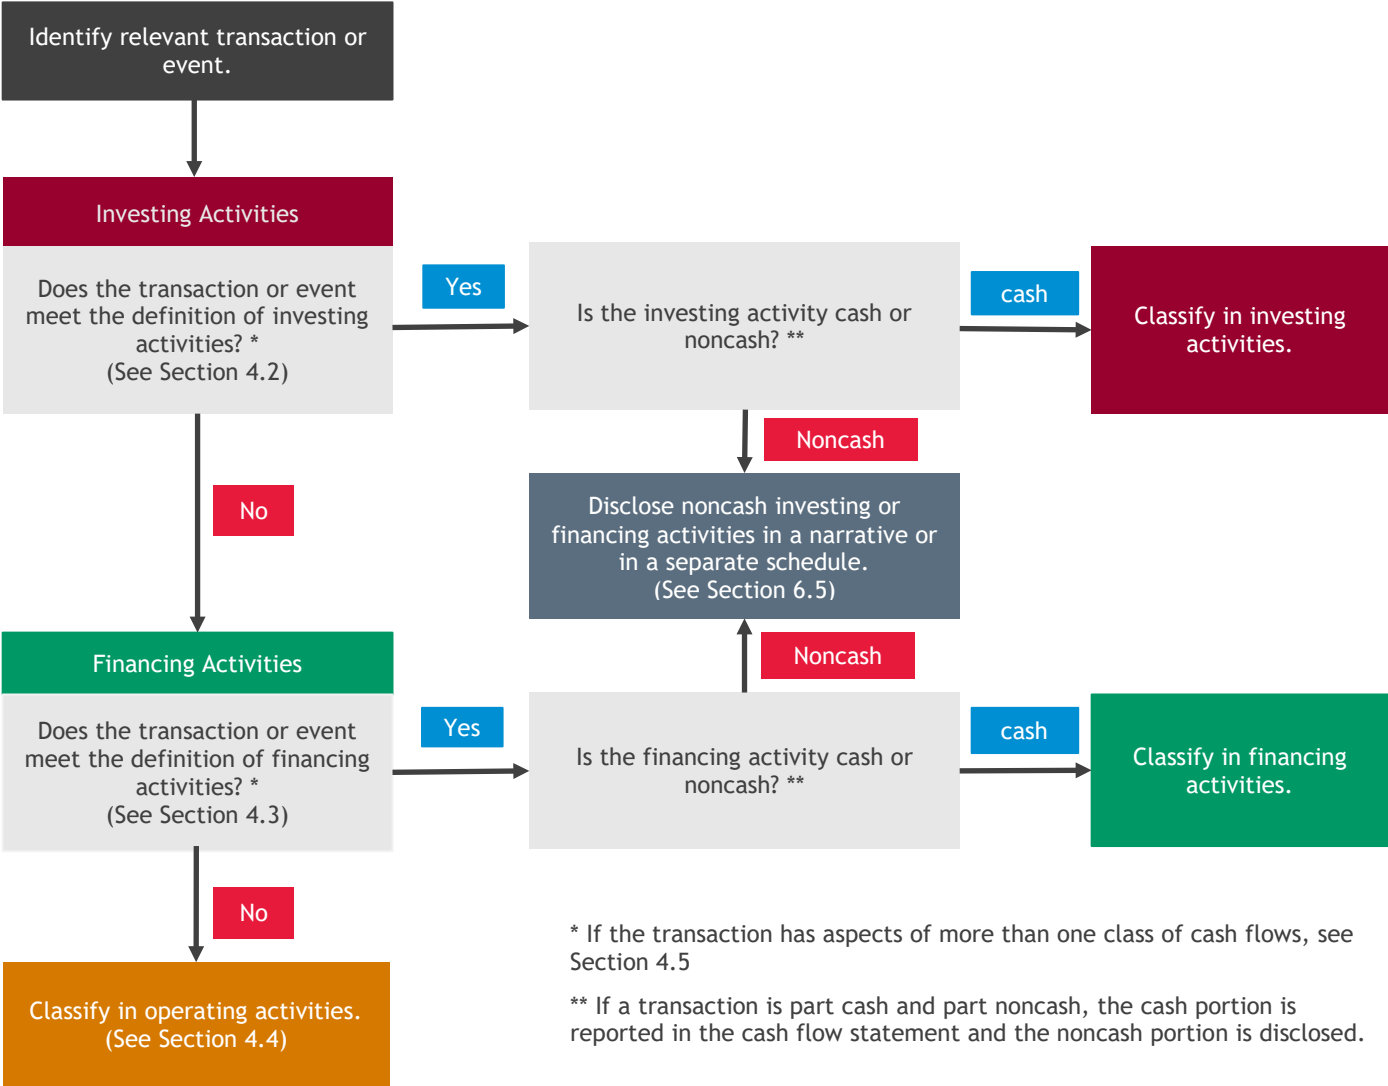 Identify relevant transaction or
event.
Investing Activities
Does the transaction or event
meet the definition of investing
activities? *
(See Section 4.2)
Yes
Is the investing activity cash or
noncash? **
cash
Classify in investing
activities.
Noncash
No
Disclose noncash investing or
financing activities in a narrative or
in a separate schedule.
(See Section 6.5)
Noncash
Financing Activities
Does the transaction or event
meet the definition of financing
activities? *
(See Section 4.3)
Yes
Is the financing activity cash or
noncash? **
cash
Classify in financing
activities.
No
Classify in operating activities.
(See Section 4.4)
* If the transaction has aspects of more than one class of cash flows, see
Section 4.5
** If a transaction is part cash and part noncash, the cash portion is
reported in the cash flow statement and the noncash portion is disclosed.